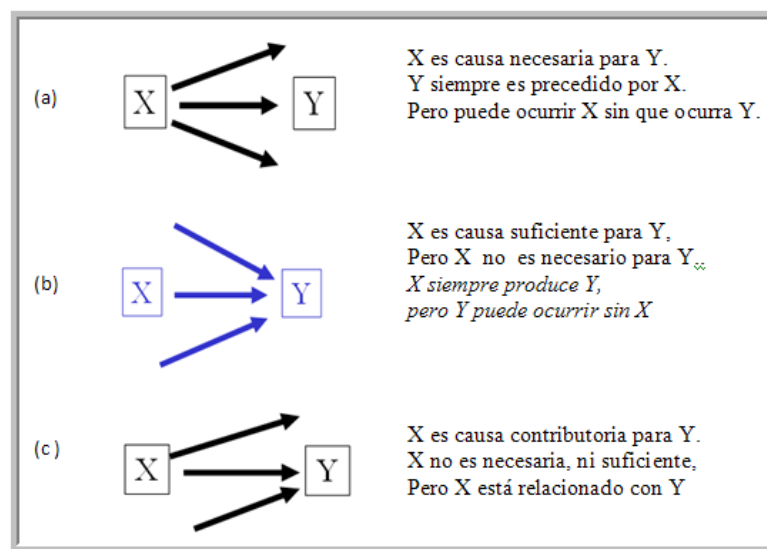 (a)
X
Y
X es causa necesaria para Y.
Y siempre es precedido por X.
Pero puede ocurrir X sin que ocurra Y.
(b)
X
Y
X es causa suficiente para Y,
Pero X no es necesario para Y..
X siempre produce Y,
pero Y puede ocurrir sin X
(c)
X
Y
X es causa contributoria para Y.
X no es necesaria, ni suficiente,
Pero X está relacionado con Y